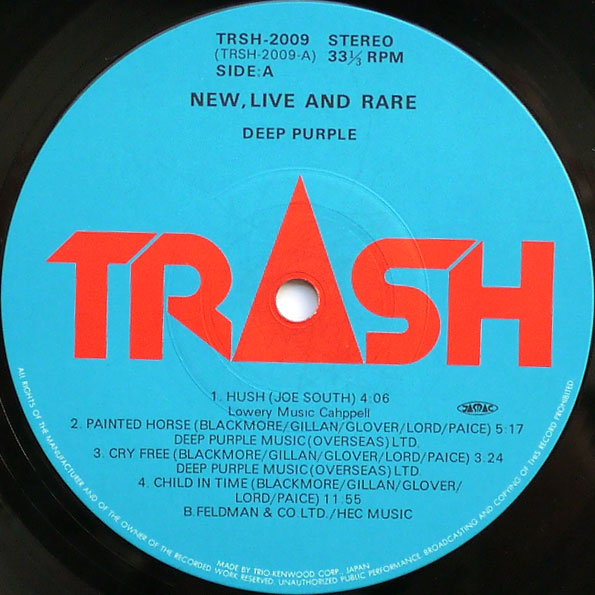 TRSH-2009 STEREO
(TRSH-2009-A) 33⅓ RPM
SIDE:A
NEW, LIVE AND RARE
DEEP PURPLE
TRASH
1. HUSH (JOE SOUTH) 4:06
Lowery Music Cahppell
JASRAC
2. PAINTED HORSE (BLACKMORE/GILLAN/GLOVER/LORD/PAICE) 5:17
DEEP PURPLE MUSIC (OVERSEAS) LTD.
3. CRY FREE (BLACKMORE/GILLAN/GLOVER/LORD/PAICE) 3.24
DEEP PURPLE MUSIC (OVERSEAS) LTD
4. CHILD IN TIME (BLACKMORE/GILLAN/GLOVER/
LORD/PAICE) 11 55
B.FELDMAN & CO LTD./HEC MUSIC
MADE BY TRIO-KENWOOD CORP., JAPAN
ALL RIGHTS OF THE MANUFACTURER AND OF THE OWNER OF THE RECORDED WORK RESERVED. UNAUTHORIZED PUBLIC PERFORMANCE, BROADCASTING AND COPYING OF THIS RECORD PROHIBITED.